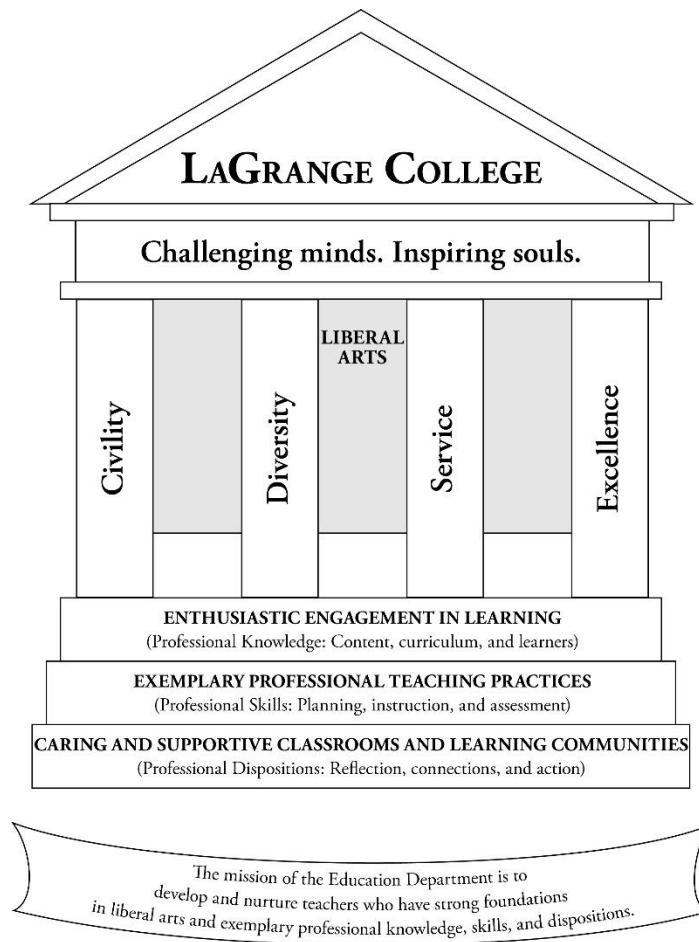 LaGrange College
Challenging minds. Inspiring souls.
LIBERAL
ARTS
Civility
Diversity
Service
Excellence
ENTHUSIASTIC ENGAGEMENT IN LEARNING
(Professional Knowledge: Content, curriculum, and learners)
EXEMPLARY PROFESSIONAL TEACHING PRACTICES
(Professional Skills: Planning, instruction, and assessment)
CARING AND SUPPORTIVE CLASSROOMS AND LEARNING COMMUNITIES
(Professional Dispositions: Reflection, connections, and action)
The mission of the Education Department is to
develop and nurture teachers who have strong foundations
in liberal arts and exemplary professional knowledge, skills, and dispositions.